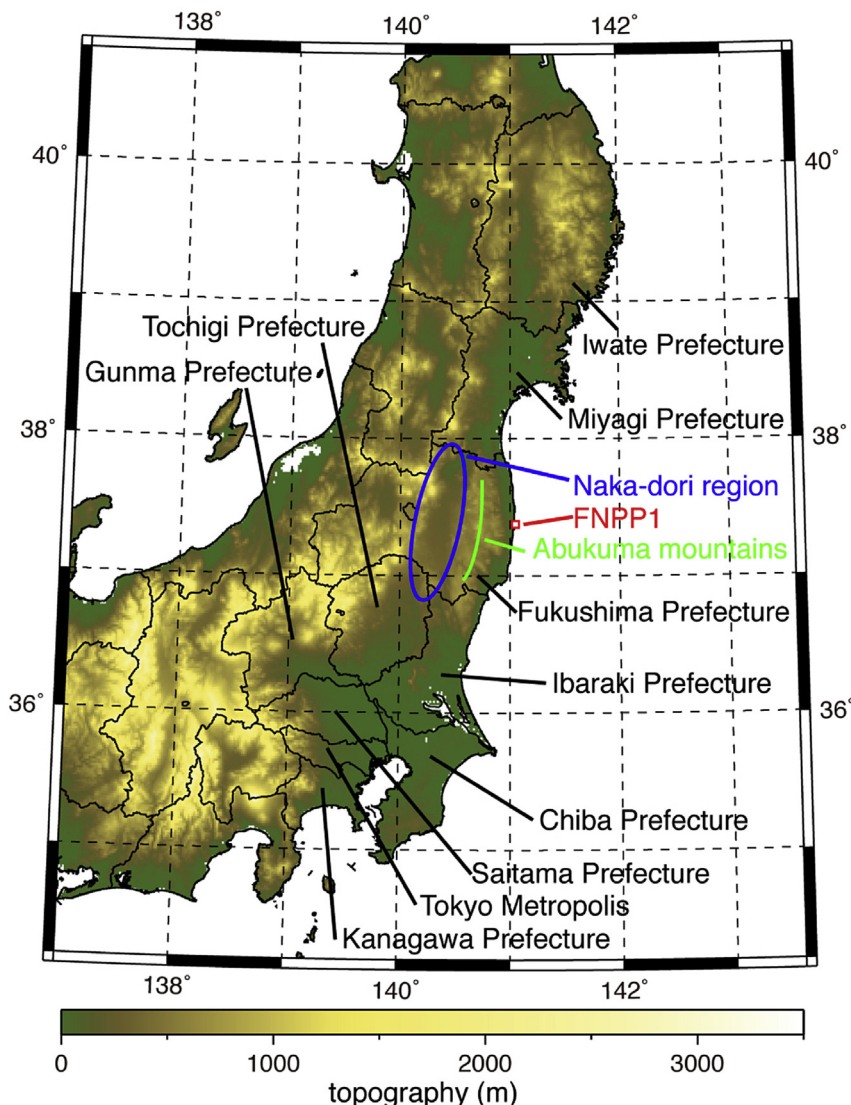 138° 140° 142°
40° 40°
Tochigi Prefecture
Iwate Prefecture
Gunma Prefecture
Miyagi Prefecture
38° 38°
Naka-dori region
FNPP1
Abukuma mountains
Fukushima Prefecture
Ibaraki Prefecture
36° 36°
Chiba Prefecture
Saitama Prefecture
Tokyo Metropolis
Kanagawa Prefecture
138° 140° 142°
0 1000 2000 3000
topography (m)